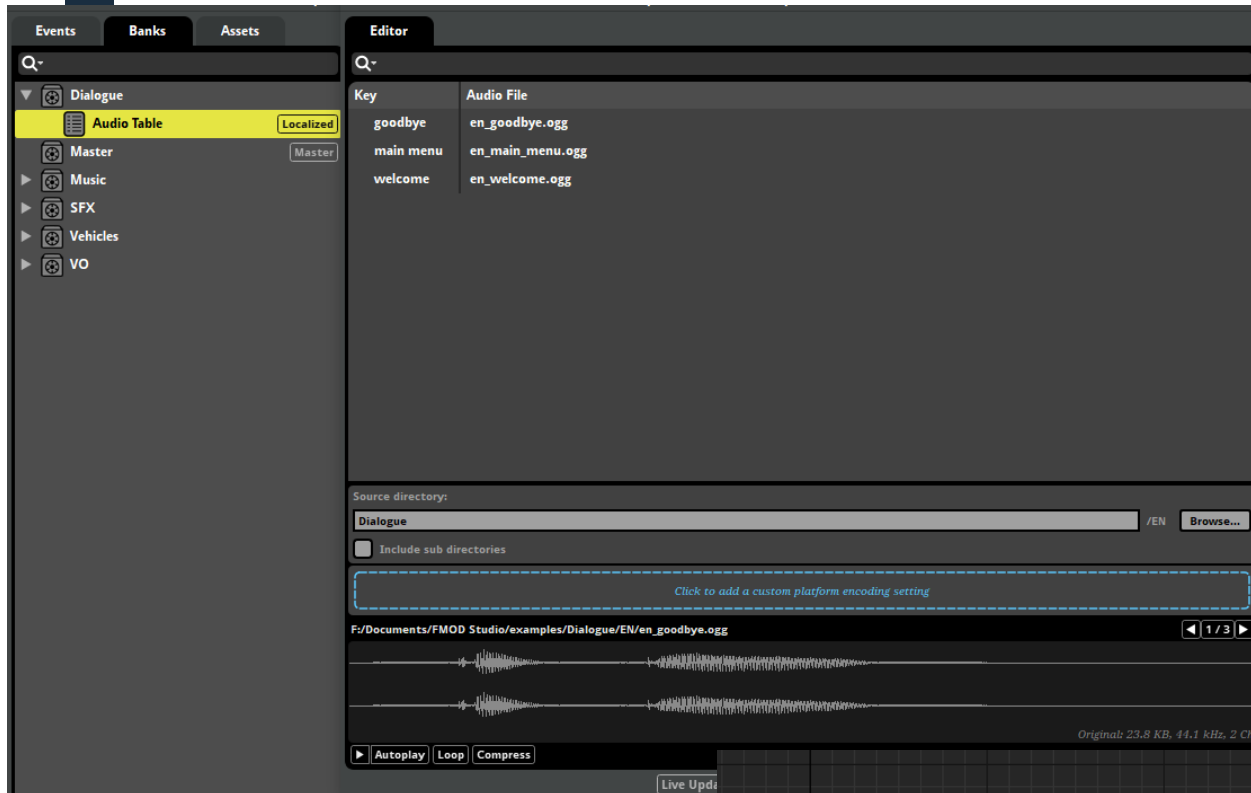 Events Banks Assets Editor
Dialogue
Key Audio File
Audio Table Localized
goodbye en_goodbye.ogg
Master Master
main menu en_main_menu.ogg
Music
welcome en_welcome.ogg
SFX
Vehicles
VO
Source directory:
Dialogue /EN Browse...
Include sub directories
Click to add a custom platform encoding setting
F:/Documents/FMOD Studio/examples/Dialogue/EN/en_goodbye.ogg 1 / 3
Original: 23.8 KB, 44.1 kHz, 2 Ch
Autoplay Loop Compress
Live Upda